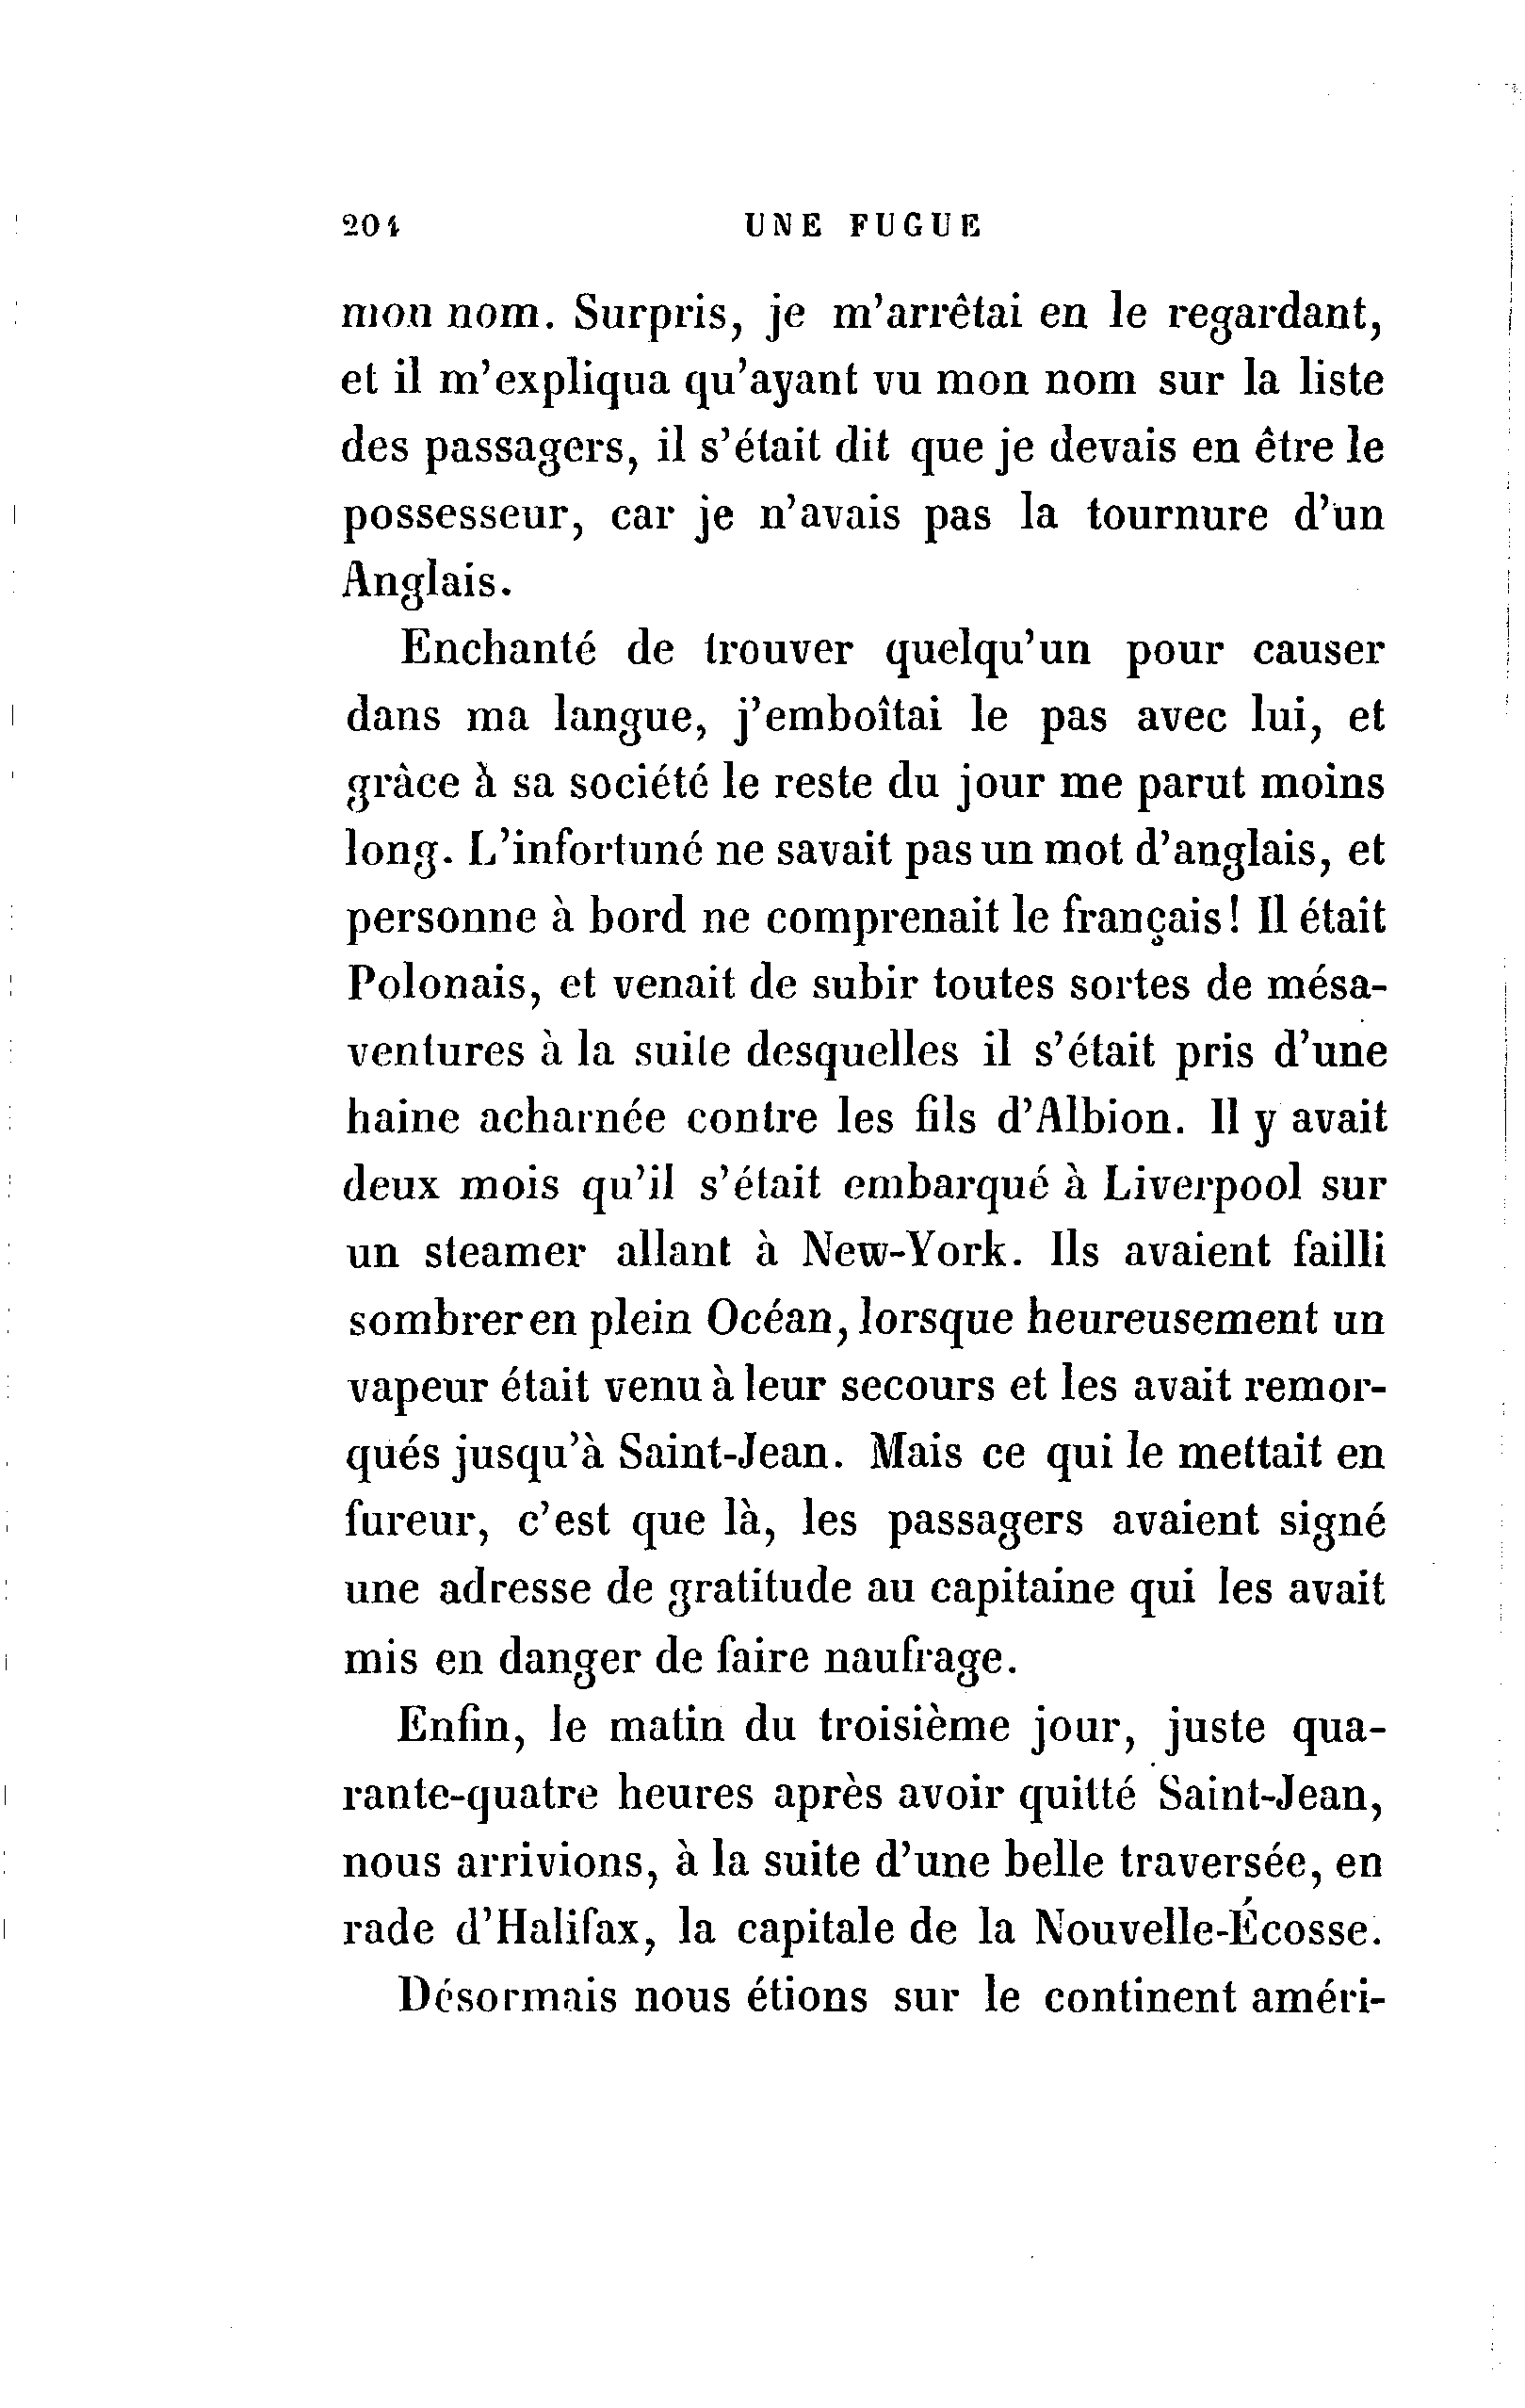 204 UNE FUGUE
mon nom. Surpris, je m'arrêtai en le regardant,
et il m'expliqua qu'ayant vu mon nom sur la liste
des passagers, il s'était dit que je devais en être le
possesseur, car je n'avais pas la tournure d'un
Anglais.
Enchanté de trouver quelqu'un pour causer
dans ma langue, j'emboîtai le pas avec lui, et
grâce à sa société le reste du jour me parut moins
long. L'infortuné ne savait pas un mot d'anglais, et
personne à bord ne comprenait le français! Il était
Polonais, et venait de subir toutes sortes de mésa-
ventures à la suite desquelles il s'était pris d'une
haine acharnée contre les fils d'Albion. Il y avait
deux mois qu'il s'était embarqué à Liverpool sur
un steamer allant à New-York. Ils avaient failli
sombrer en plein Océan, lorsque heureusement un
vapeur était venu à leur secours et les avait remor-
qués jusqu'à Saint-Jean. Mais ce qui le mettait en
fureur, c'est que là, les passagers avaient signé
une adresse de gratitude au capitaine qui les avait
mis en danger de faire naufrage.
Enfin, le matin du troisième jour, juste qua-
rante-quatre heures après avoir quitté Saint-Jean,
nous arrivions, à la suite d'une belle traversée, en
rade d'Halifax, la capitale de la Nouvelle-Écosse.
Désormais nous étions sur le continent améri-